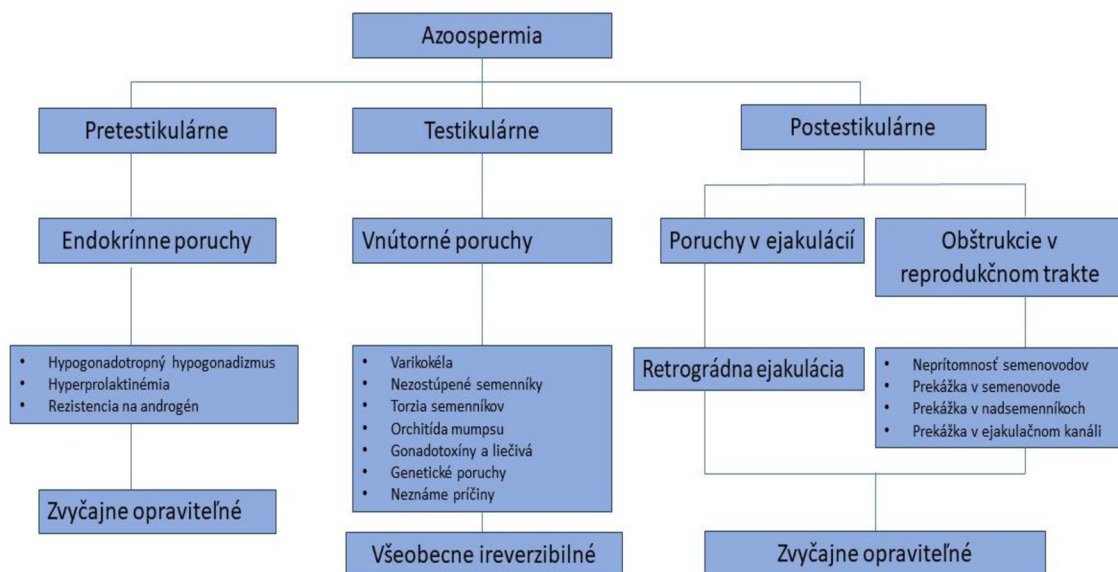 Azoospermia
Pretestikulárne
Testikulárne
Postestikulárne
Endokrínne poruchy
Vnútorné poruchy
Poruchy v ejakulácií
Obštrukcie v
reprodukčnom trakte
• Hypogonadotropný hypogonadizmus
• Hyperprolaktinémia
• Rezistencia na androgén
• Varikokéla
• Nezostúpené semenníky
• Torzia semenníkov
• Orchitída mumpsu
• Gonadotoxíny a liečivá
• Genetické poruchy
• Neznáme príčiny
Retrográdna ejakulácia
• Neprítomnosť semenovodov
• Prekážka v semenovode
• Prekážka v nadsemenníkoch
• Prekážka v ejakulačnom kanáli
Zvyčajne opraviteľné
Všeobecne ireverzibilné
Zvyčajne opraviteľné